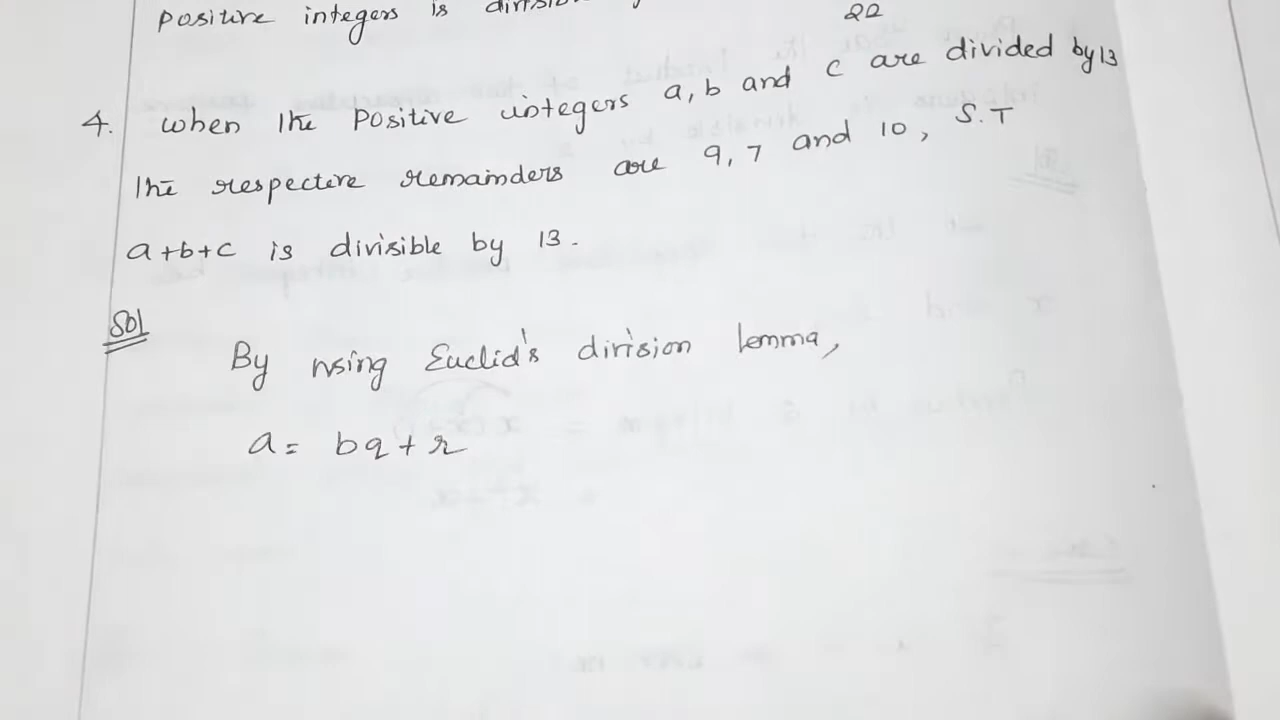 positive integers is
22
4. When the positive integers a, b and c are divided by 13
the respective remainders are 9, 7 and 10, S.T
a+b+c is divisible by 13.
Sol
By using Euclid's division lemma,
a = bq + r